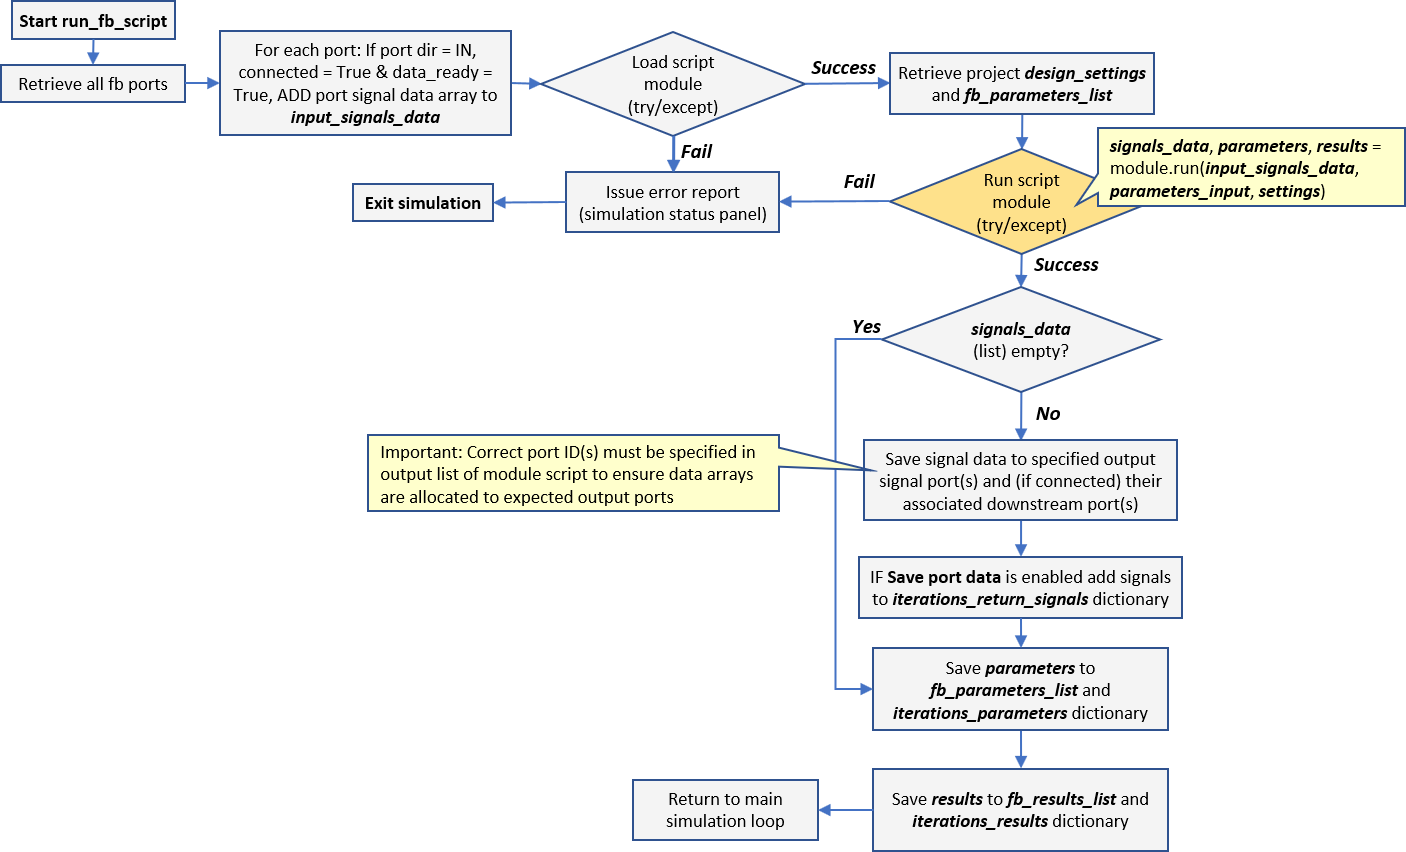 Start run_fb_script
Retrieve all fb ports
For each port: If port dir = IN,
connected = True & data_ready =
True, ADD port signal data array to
input_signals_data
Load script
module
(try/except)
Success
Retrieve project design_settings
and fb_parameters_list
Fail
signals_data, parameters, results =
module.run(input_signals_data,
parameters_input, settings)
Run script
module
(try/except)
Fail
Issue error report
(simulation status panel)
Exit simulation
Success
signals_data
(list) empty?
Yes
No
Important: Correct port ID(s) must be specified in
output list of module script to ensure data arrays
are allocated to expected output ports
Save signal data to specified output
signal port(s) and (if connected) their
associated downstream port(s)
IF Save port data is enabled add signals
to iterations_return_signals dictionary
Save parameters to
fb_parameters_list and
iterations_parameters dictionary
Save results to fb_results_list and
iterations_results dictionary
Return to main
simulation loop